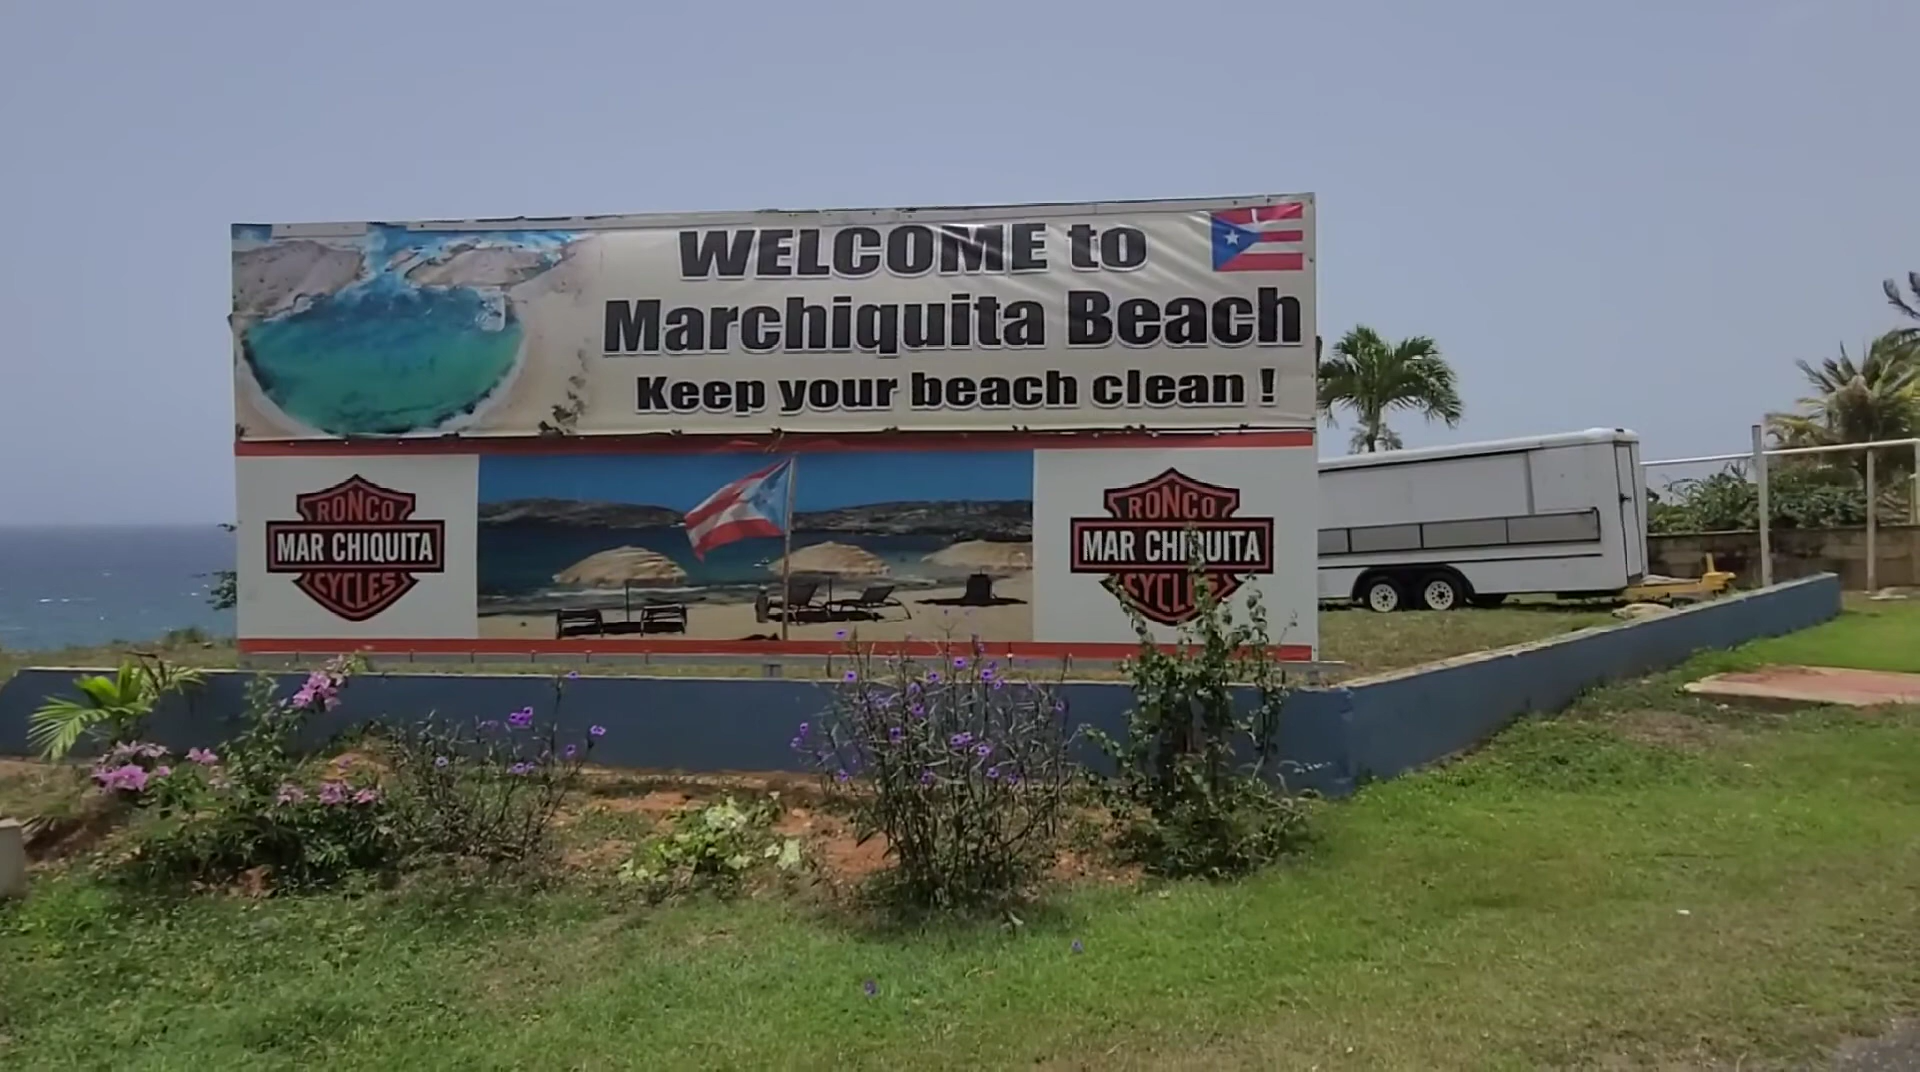 WELCOME to
Marchiquita Beach
Keep your beach clean !
RONCO
MAR CHIQUITA
CYCLES
RONCO
MAR CHIQUITA
CYCLES